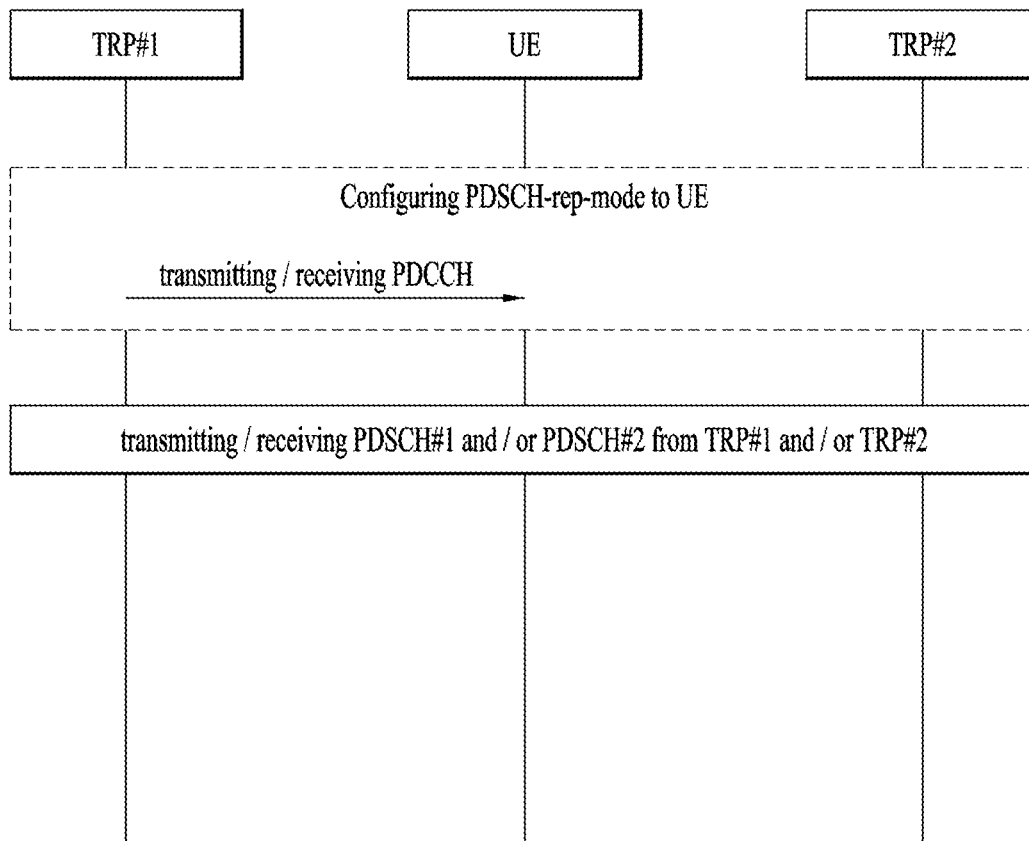 TRP#1
UE
TRP#2
Configuring PDSCH-rep-mode to UE
transmitting / receiving PDCCH
transmitting / receiving PDSCH#1 and / or PDSCH#2 from TRP#1 and / or TRP#2